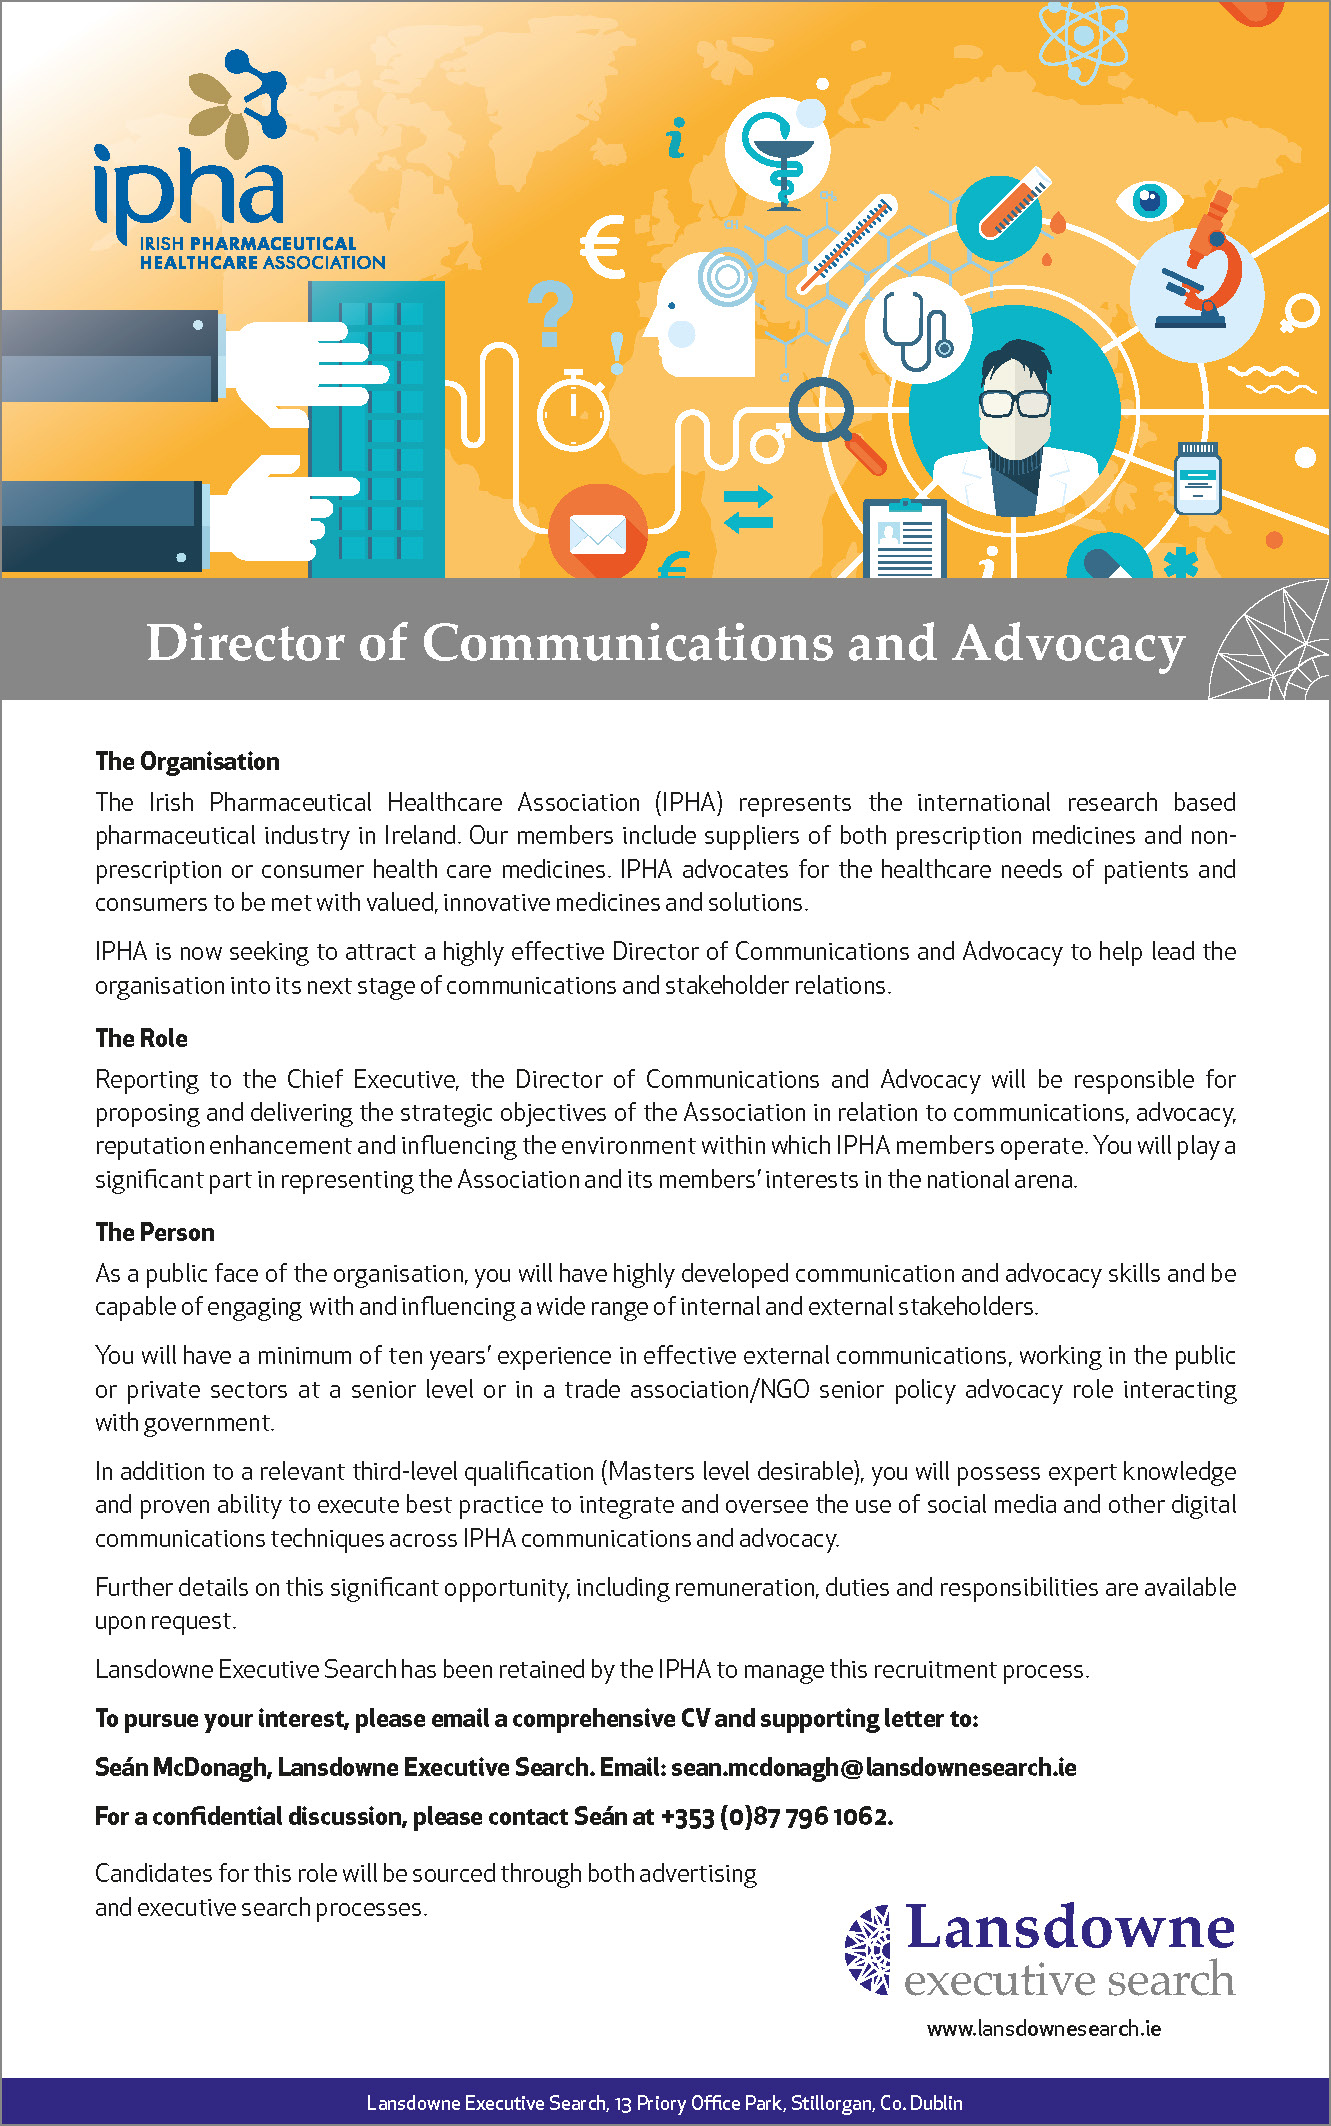 ipha
IRISH PHARMACEUTICAL
HEALTHCARE ASSOCIATION
Director of Communications and Advocacy
The Organisation
The Irish Pharmaceutical Healthcare Association (IPHA) represents the international research based
pharmaceutical industry in Ireland. Our members include suppliers of both prescription medicines and non-
prescription or consumer health care medicines. IPHA advocates for the healthcare needs of patients and
consumers to be met with valued, innovative medicines and solutions.
IPHA is now seeking to attract a highly effective Director of Communications and Advocacy to help lead the
organisation into its next stage of communications and stakeholder relations.
The Role
Reporting to the Chief Executive, the Director of Communications and Advocacy will be responsible for
proposing and delivering the strategic objectives of the Association in relation to communications, advocacy,
reputation enhancement and influencing the environment within which IPHA members operate. You will play a
significant part in representing the Association and its members' interests in the national arena.
The Person
As a public face of the organisation, you will have highly developed communication and advocacy skills and be
capable of engaging with and influencing a wide range of internal and external stakeholders.
You will have a minimum of ten years' experience in effective external communications, working in the public
or private sectors at a senior level or in a trade association/NGO senior policy advocacy role interacting
with government.
In addition to a relevant third-level qualification (Masters level desirable), you will possess expert knowledge
and proven ability to execute best practice to integrate and oversee the use of social media and other digital
communications techniques across IPHA communications and advocacy.
Further details on this significant opportunity, including remuneration, duties and responsibilities are available
upon request.
Lansdowne Executive Search has been retained by the IPHA to manage this recruitment process.
To pursue your interest, please email a comprehensive CV and supporting letter to:
Seán McDonagh, Lansdowne Executive Search. Email: sean.mcdonagh@lansdownesearch.ie
For a confidential discussion, please contact Seán at +353 (0)87 796 1062.
Candidates for this role will be sourced through both advertising
and executive search processes.
Lansdowne
executive search
www.lansdownesearch.ie
Lansdowne Executive Search, 13 Priory Office Park, Stillorgan, Co. Dublin